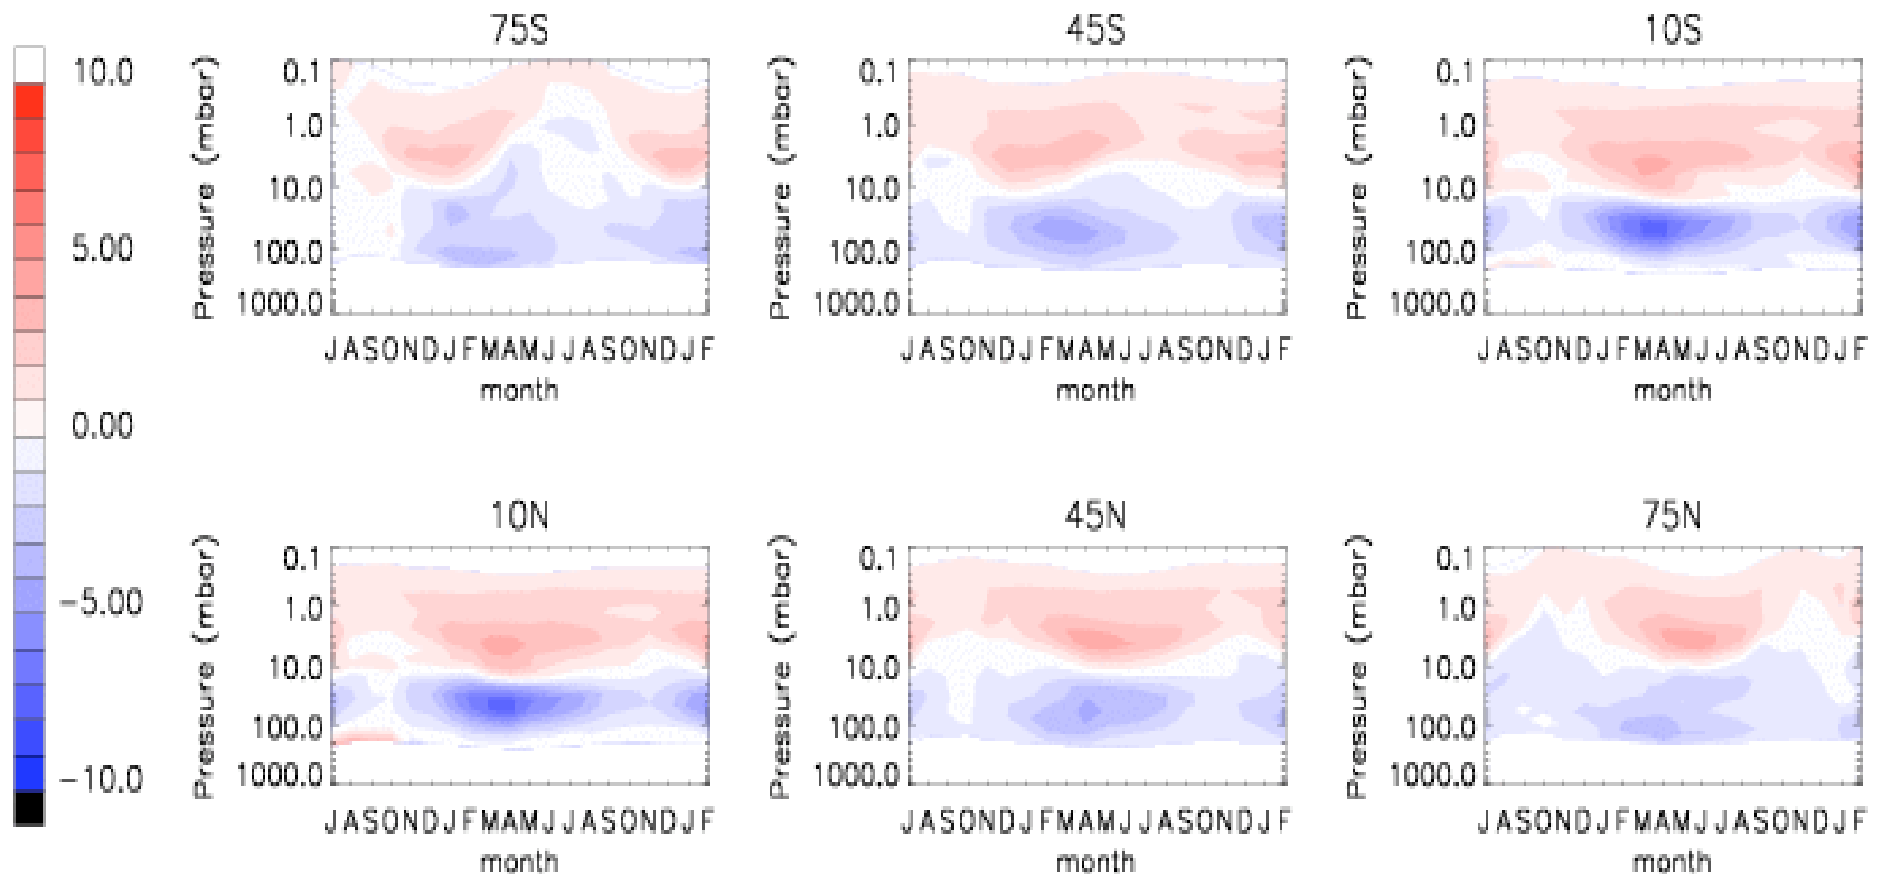 10.0
5.00
0.00
-5.00
-10.0
75S
Pressure (mbar)
0.1
1.0
10.0
100.0
1000.0
JASONDJFMAMJJASONDJF
month
45S
Pressure (mbar)
0.1
1.0
10.0
100.0
1000.0
JASONDJFMAMJJASONDJF
month
10S
Pressure (mbar)
0.1
1.0
10.0
100.0
1000.0
JASONDJFMAMJJASONDJF
month
10N
Pressure (mbar)
0.1
1.0
10.0
100.0
1000.0
JASONDJFMAMJJASONDJF
month
45N
Pressure (mbar)
0.1
1.0
10.0
100.0
1000.0
JASONDJFMAMJJASONDJF
month
75N
Pressure (mbar)
0.1
1.0
10.0
100.0
1000.0
JASONDJFMAMJJASONDJF
month